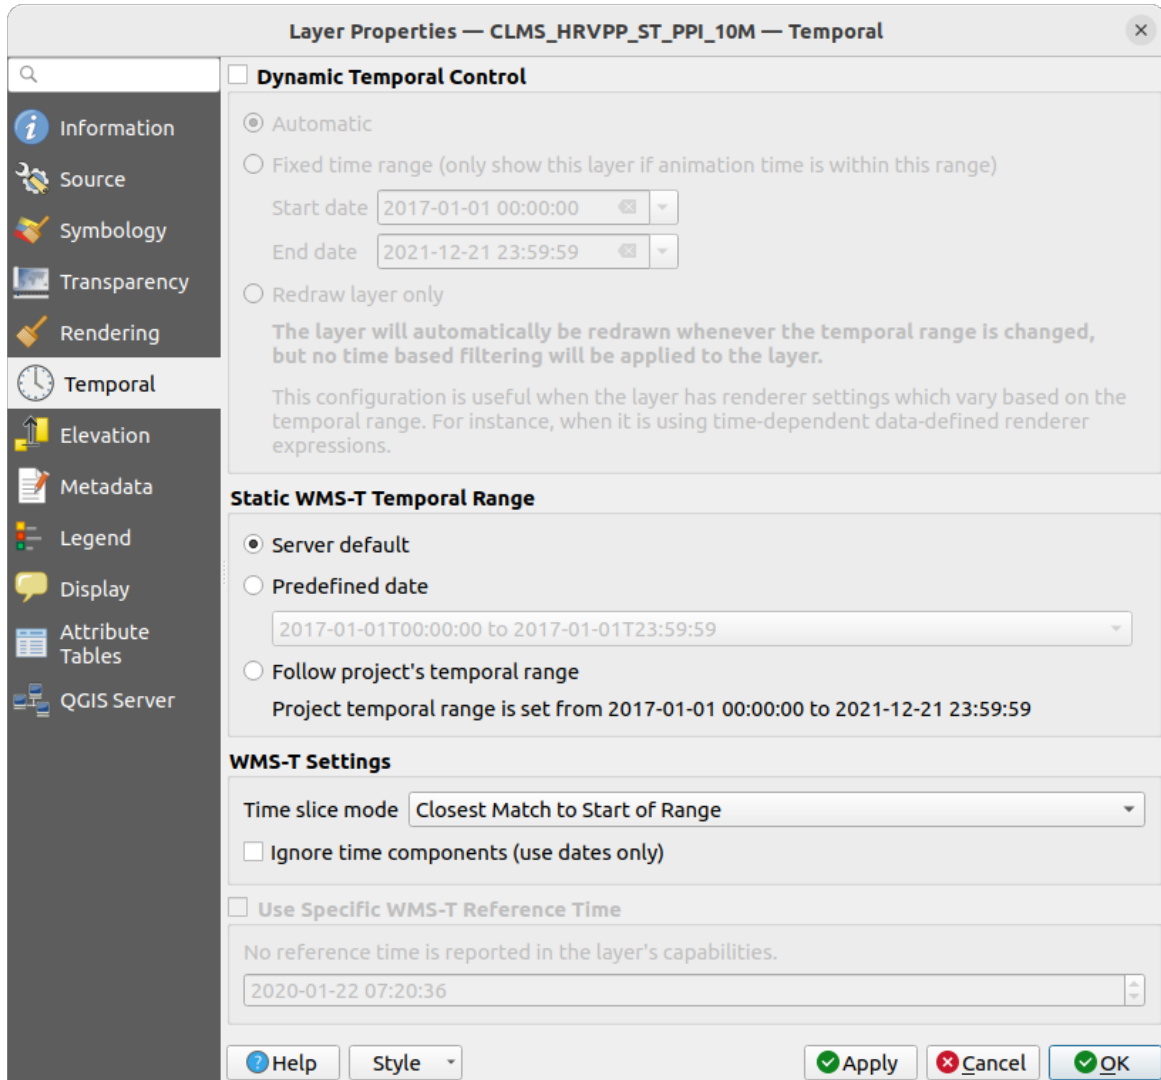 Layer Properties — CLMS_HRVPP_ST_PPI_10M — Temporal
Information
Source
Symbology
Transparency
Rendering
Temporal
Elevation
Metadata
Legend
Display
Attribute
Tables
QGIS Server
Dynamic Temporal Control
Automatic
Fixed time range (only show this layer if animation time is within this range)
Start date 2017-01-01 00:00:00
End date 2021-12-21 23:59:59
Redraw layer only
The layer will automatically be redrawn whenever the temporal range is changed,
but no time based filtering will be applied to the layer.
This configuration is useful when the layer has renderer settings which vary based on the
temporal range. For instance, when it is using time-dependent data-defined renderer
expressions.
Static WMS-T Temporal Range
Server default
Predefined date
2017-01-01T00:00:00 to 2017-01-01T23:59:59
Follow project's temporal range
Project temporal range is set from 2017-01-01 00:00:00 to 2021-12-21 23:59:59
WMS-T Settings
Time slice mode Closest Match to Start of Range
Ignore time components (use dates only)
Use Specific WMS-T Reference Time
No reference time is reported in the layer's capabilities.
2020-01-22 07:20:36
Help Style Apply Cancel OK